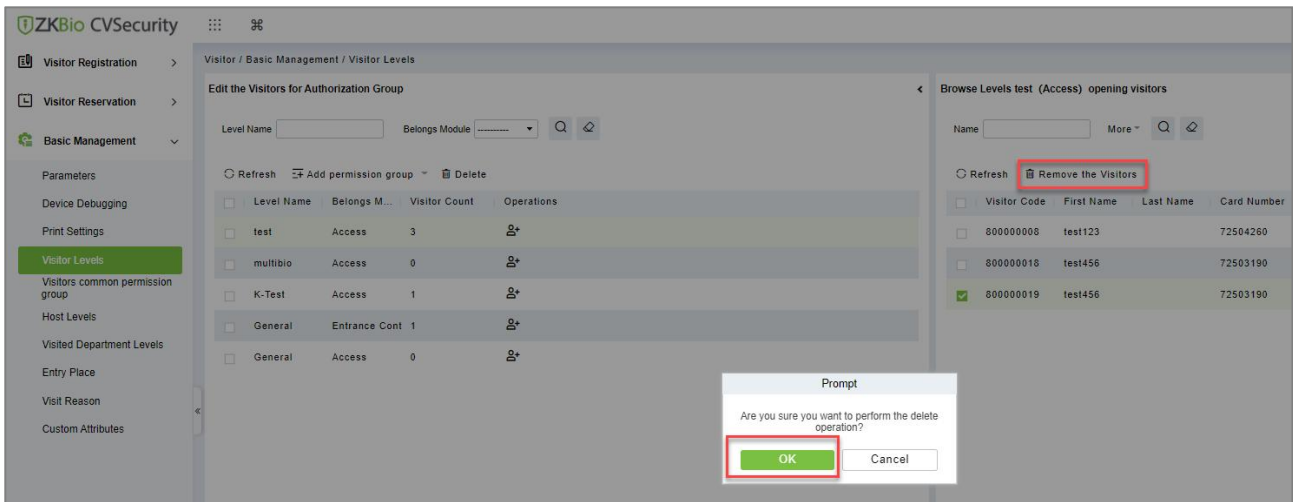 ZKBio CVSecurity
Visitor Registration
Visitor Reservation
Basic Management
Parameters
Device Debugging
Print Settings
Visitor Levels
Visitors common permission
group
Host Levels
Visited Department Levels
Entry Place
Visit Reason
Custom Attributes
Visitor / Basic Management / Visitor Levels
Edit the Visitors for Authorization Group
Level Name Belongs Module ----------
Refresh Add permission group Delete
Level Name Belongs M... Visitor Count Operations
test Access 3
multibio Access 0
K-Test Access 1
General Entrance Cont 1
General Access 0
Browse Levels test (Access) opening visitors
Name More
Refresh Remove the Visitors
Visitor Code First Name Last Name Card Number
800000008 test123 72504260
800000018 test456 72503190
800000019 test456 72503190
Prompt
Are you sure you want to perform the delete
operation?
OK Cancel